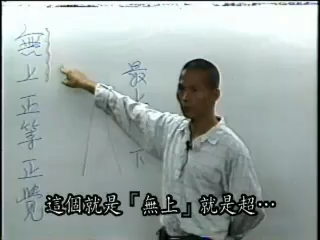 無上正等正覺
最上
下
這個就是「無上」就是超…